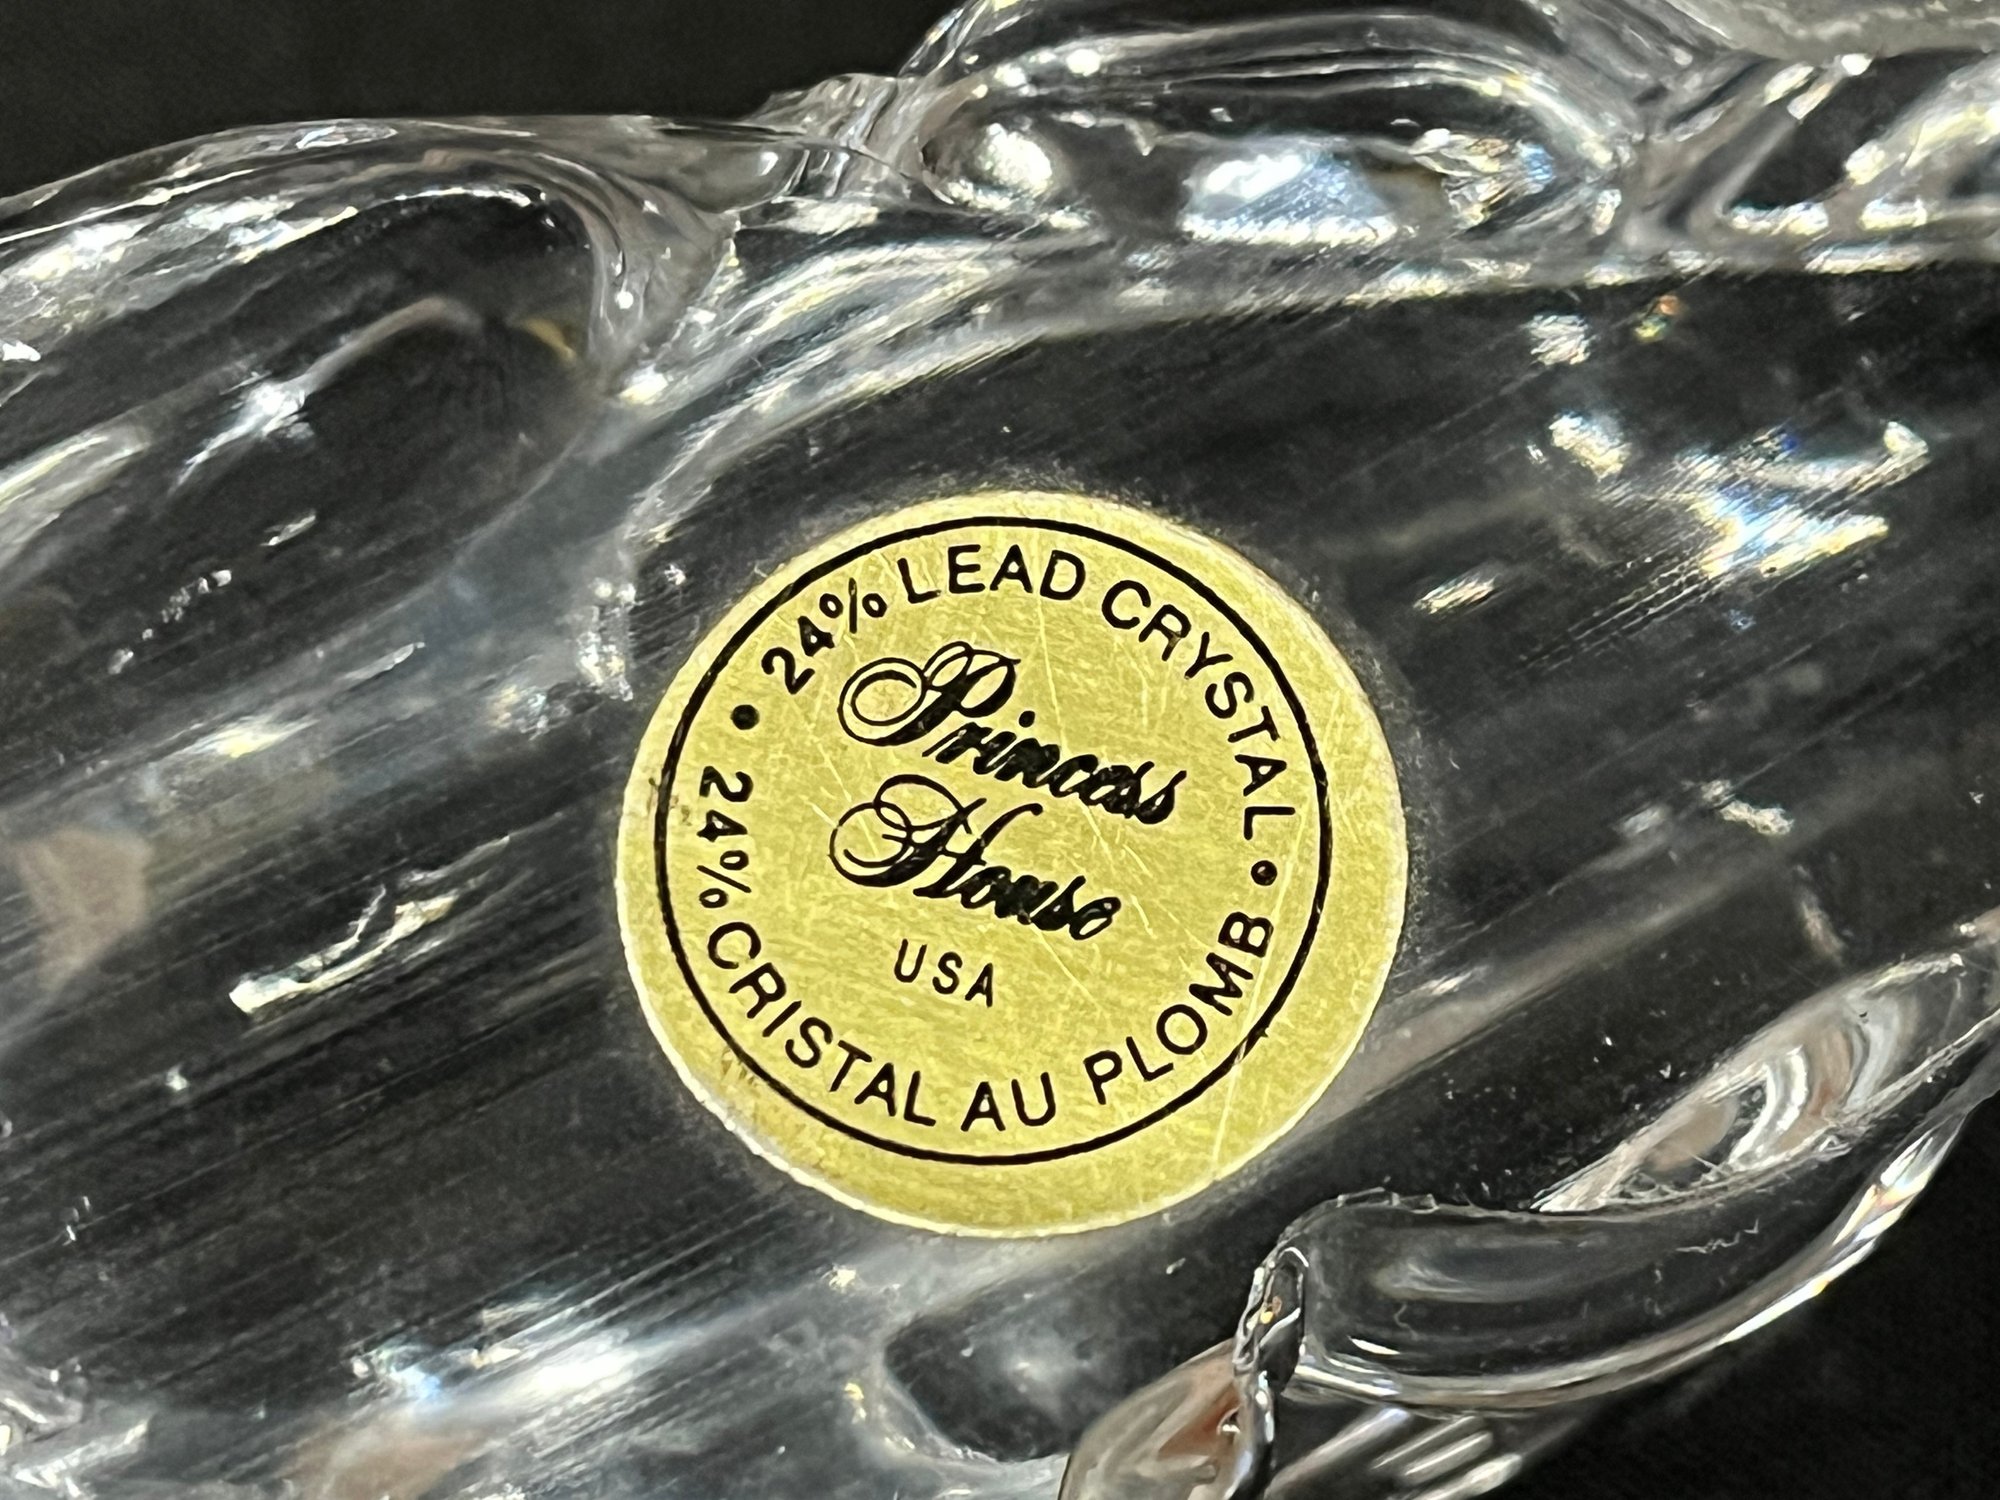 24% LEAD CRYSTAL
Princess
House
USA
24% CRISTAL AU PLOMB